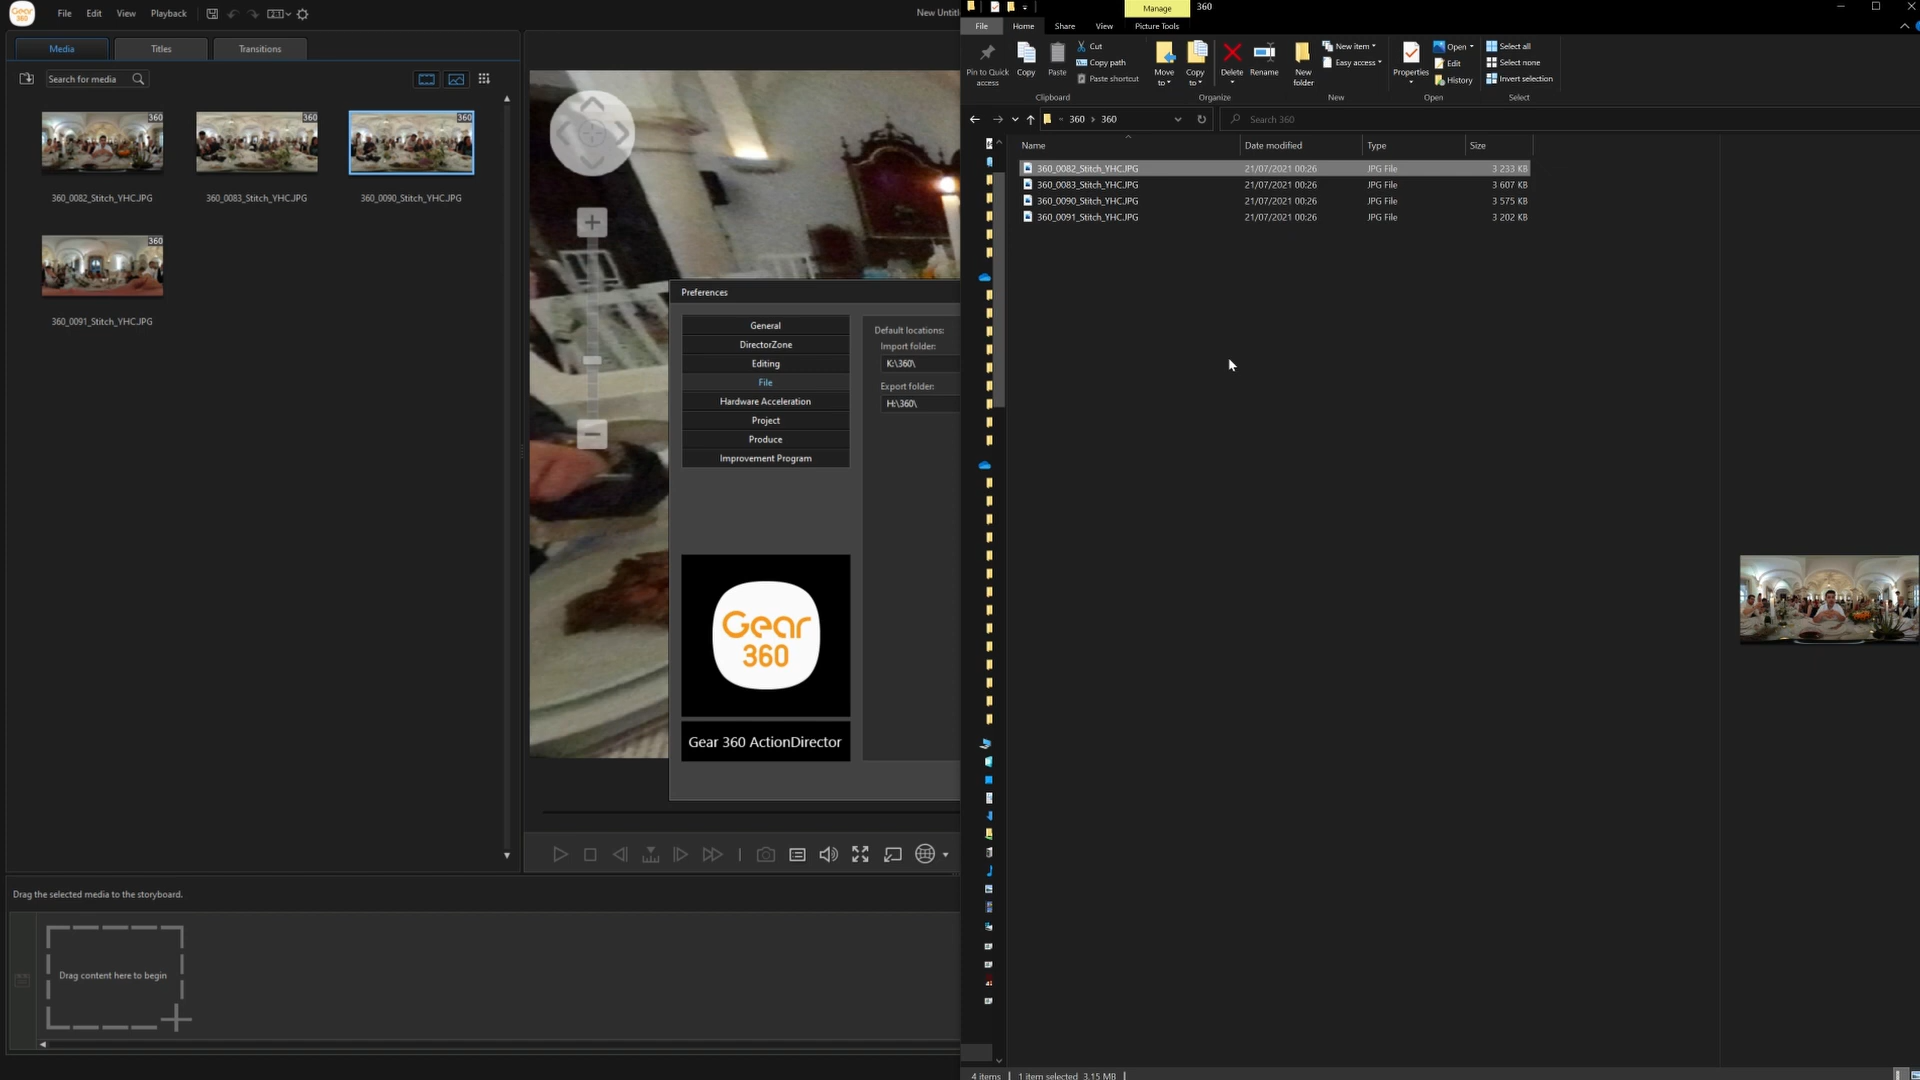 Gear
360
File Edit View Playback
New Untitl
Media Titles Transitions
Search for media
360
360
360
360_0082_Stitch_YHC.JPG
360_0083_Stitch_YHC.JPG
360_0090_Stitch_YHC.JPG
360
360_0091_Stitch_YHC.JPG
Preferences
General
DirectorZone
Editing
File
Hardware Acceleration
Project
Produce
Improvement Program
Default locations:
Import folder:
K:\360\
Export folder:
H:\360\
Gear
360
Gear 360 ActionDirector
Drag the selected media to the storyboard.
Drag content here to begin
Manage
360
File Home Share View Picture Tools
Pin to Quick access
Copy
Paste
Cut
Copy path
Paste shortcut
Clipboard
Move to
Copy to
Delete
Rename
Organize
New folder
New item
Easy access
New
Properties
Open
Edit
History
Open
Select all
Select none
Invert selection
Select
« 360 › 360
Search 360
Name Date modified Type Size
360_0082_Stitch_YHC.JPG 21/07/2021 00:26 JPG File 3 233 KB
360_0083_Stitch_YHC.JPG 21/07/2021 00:26 JPG File 3 607 KB
360_0090_Stitch_YHC.JPG 21/07/2021 00:26 JPG File 3 575 KB
360_0091_Stitch_YHC.JPG 21/07/2021 00:26 JPG File 3 202 KB
4 items 1 item selected 3,15 MB